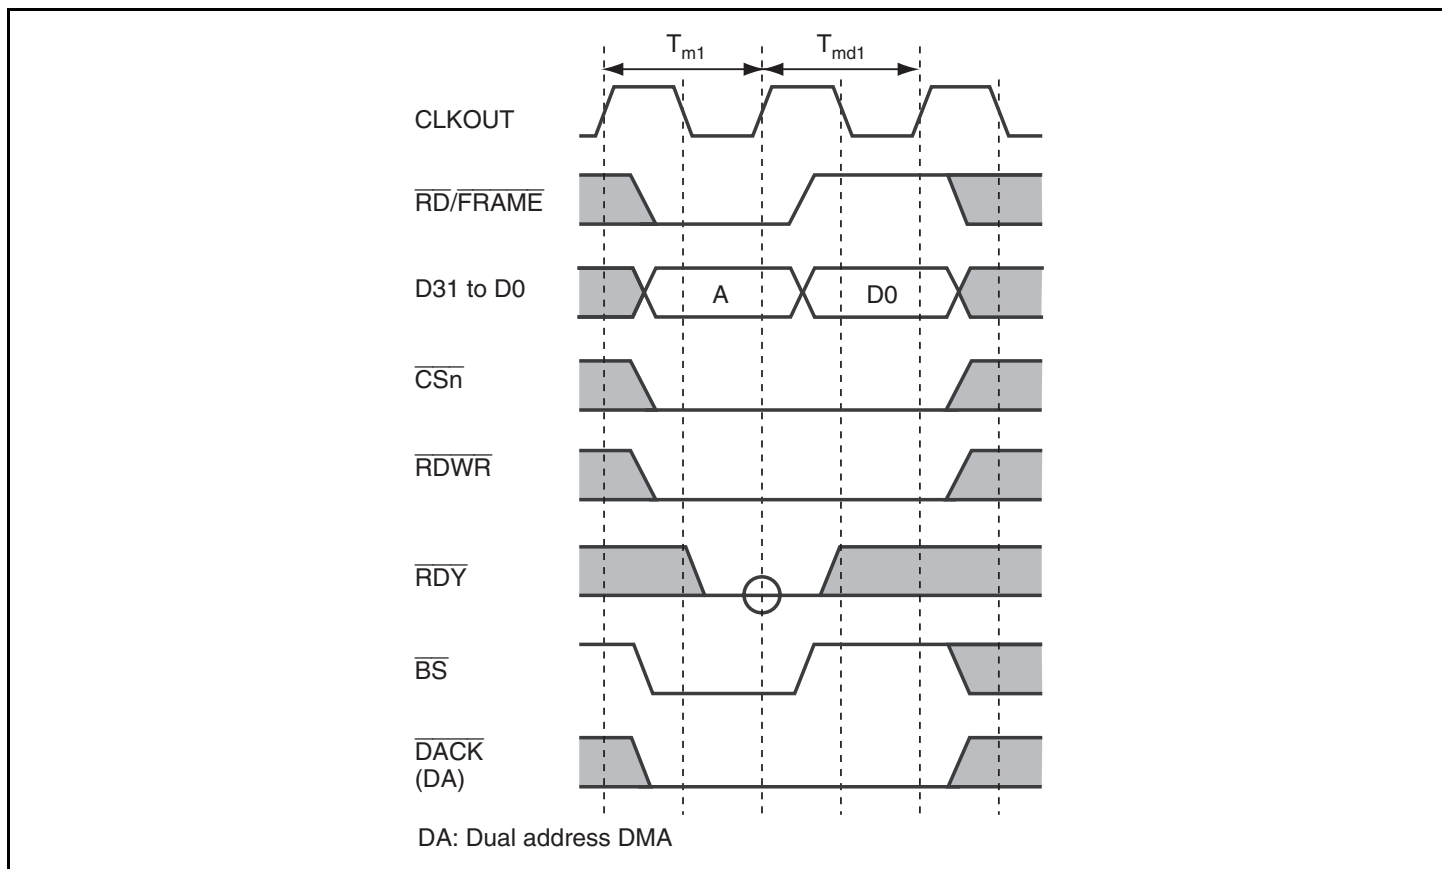 Tm1 Tmd1
CLKOUT
RD/FRAME
D31 to D0
A D0
CSn
RDWR
RDY
BS
DACK
(DA)
DA: Dual address DMA